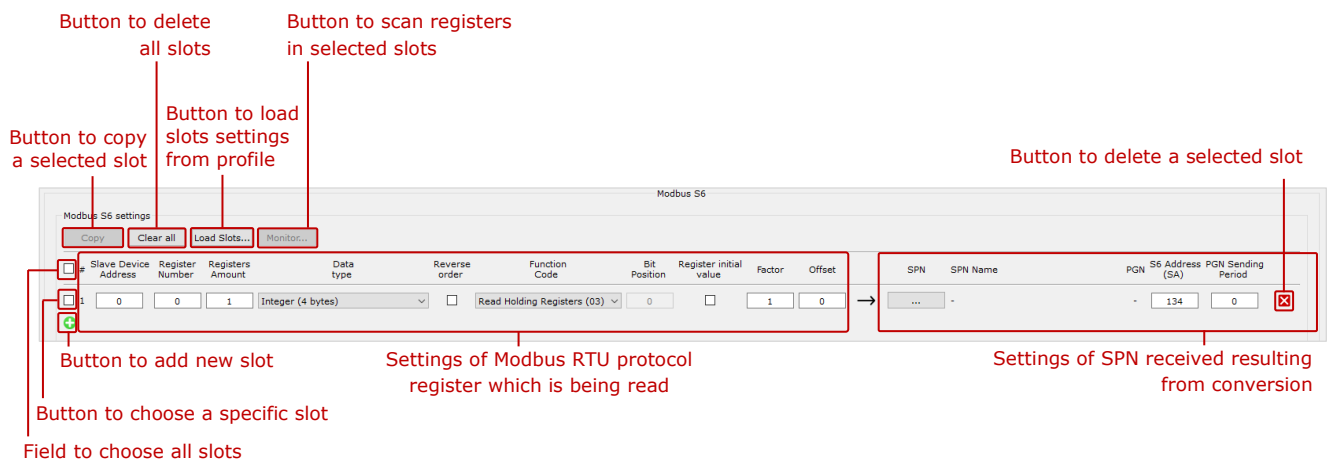 Button to delete
all slots
Button to scan registers
in selected slots
Button to load
slots settings
from profile
Button to copy
a selected slot
Button to delete a selected slot
Modbus S6
Modbus S6 settings
Copy
Clear all
Load Slots...
Monitor...
#
Slave Device
Address
Register
Number
Registers
Amount
Data
type
Reverse
order
Function
Code
Bit
Position
Register initial
value
Factor
Offset
SPN
SPN Name
PGN
S6 Address
(SA)
PGN Sending
Period
1
0
0
1
Integer (4 bytes)
Read Holding Registers (03)
0
1
0
...
-
-
134
0
Button to add new slot
Settings of Modbus RTU protocol
register which is being read
Settings of SPN received resulting
from conversion
Button to choose a specific slot
Field to choose all slots